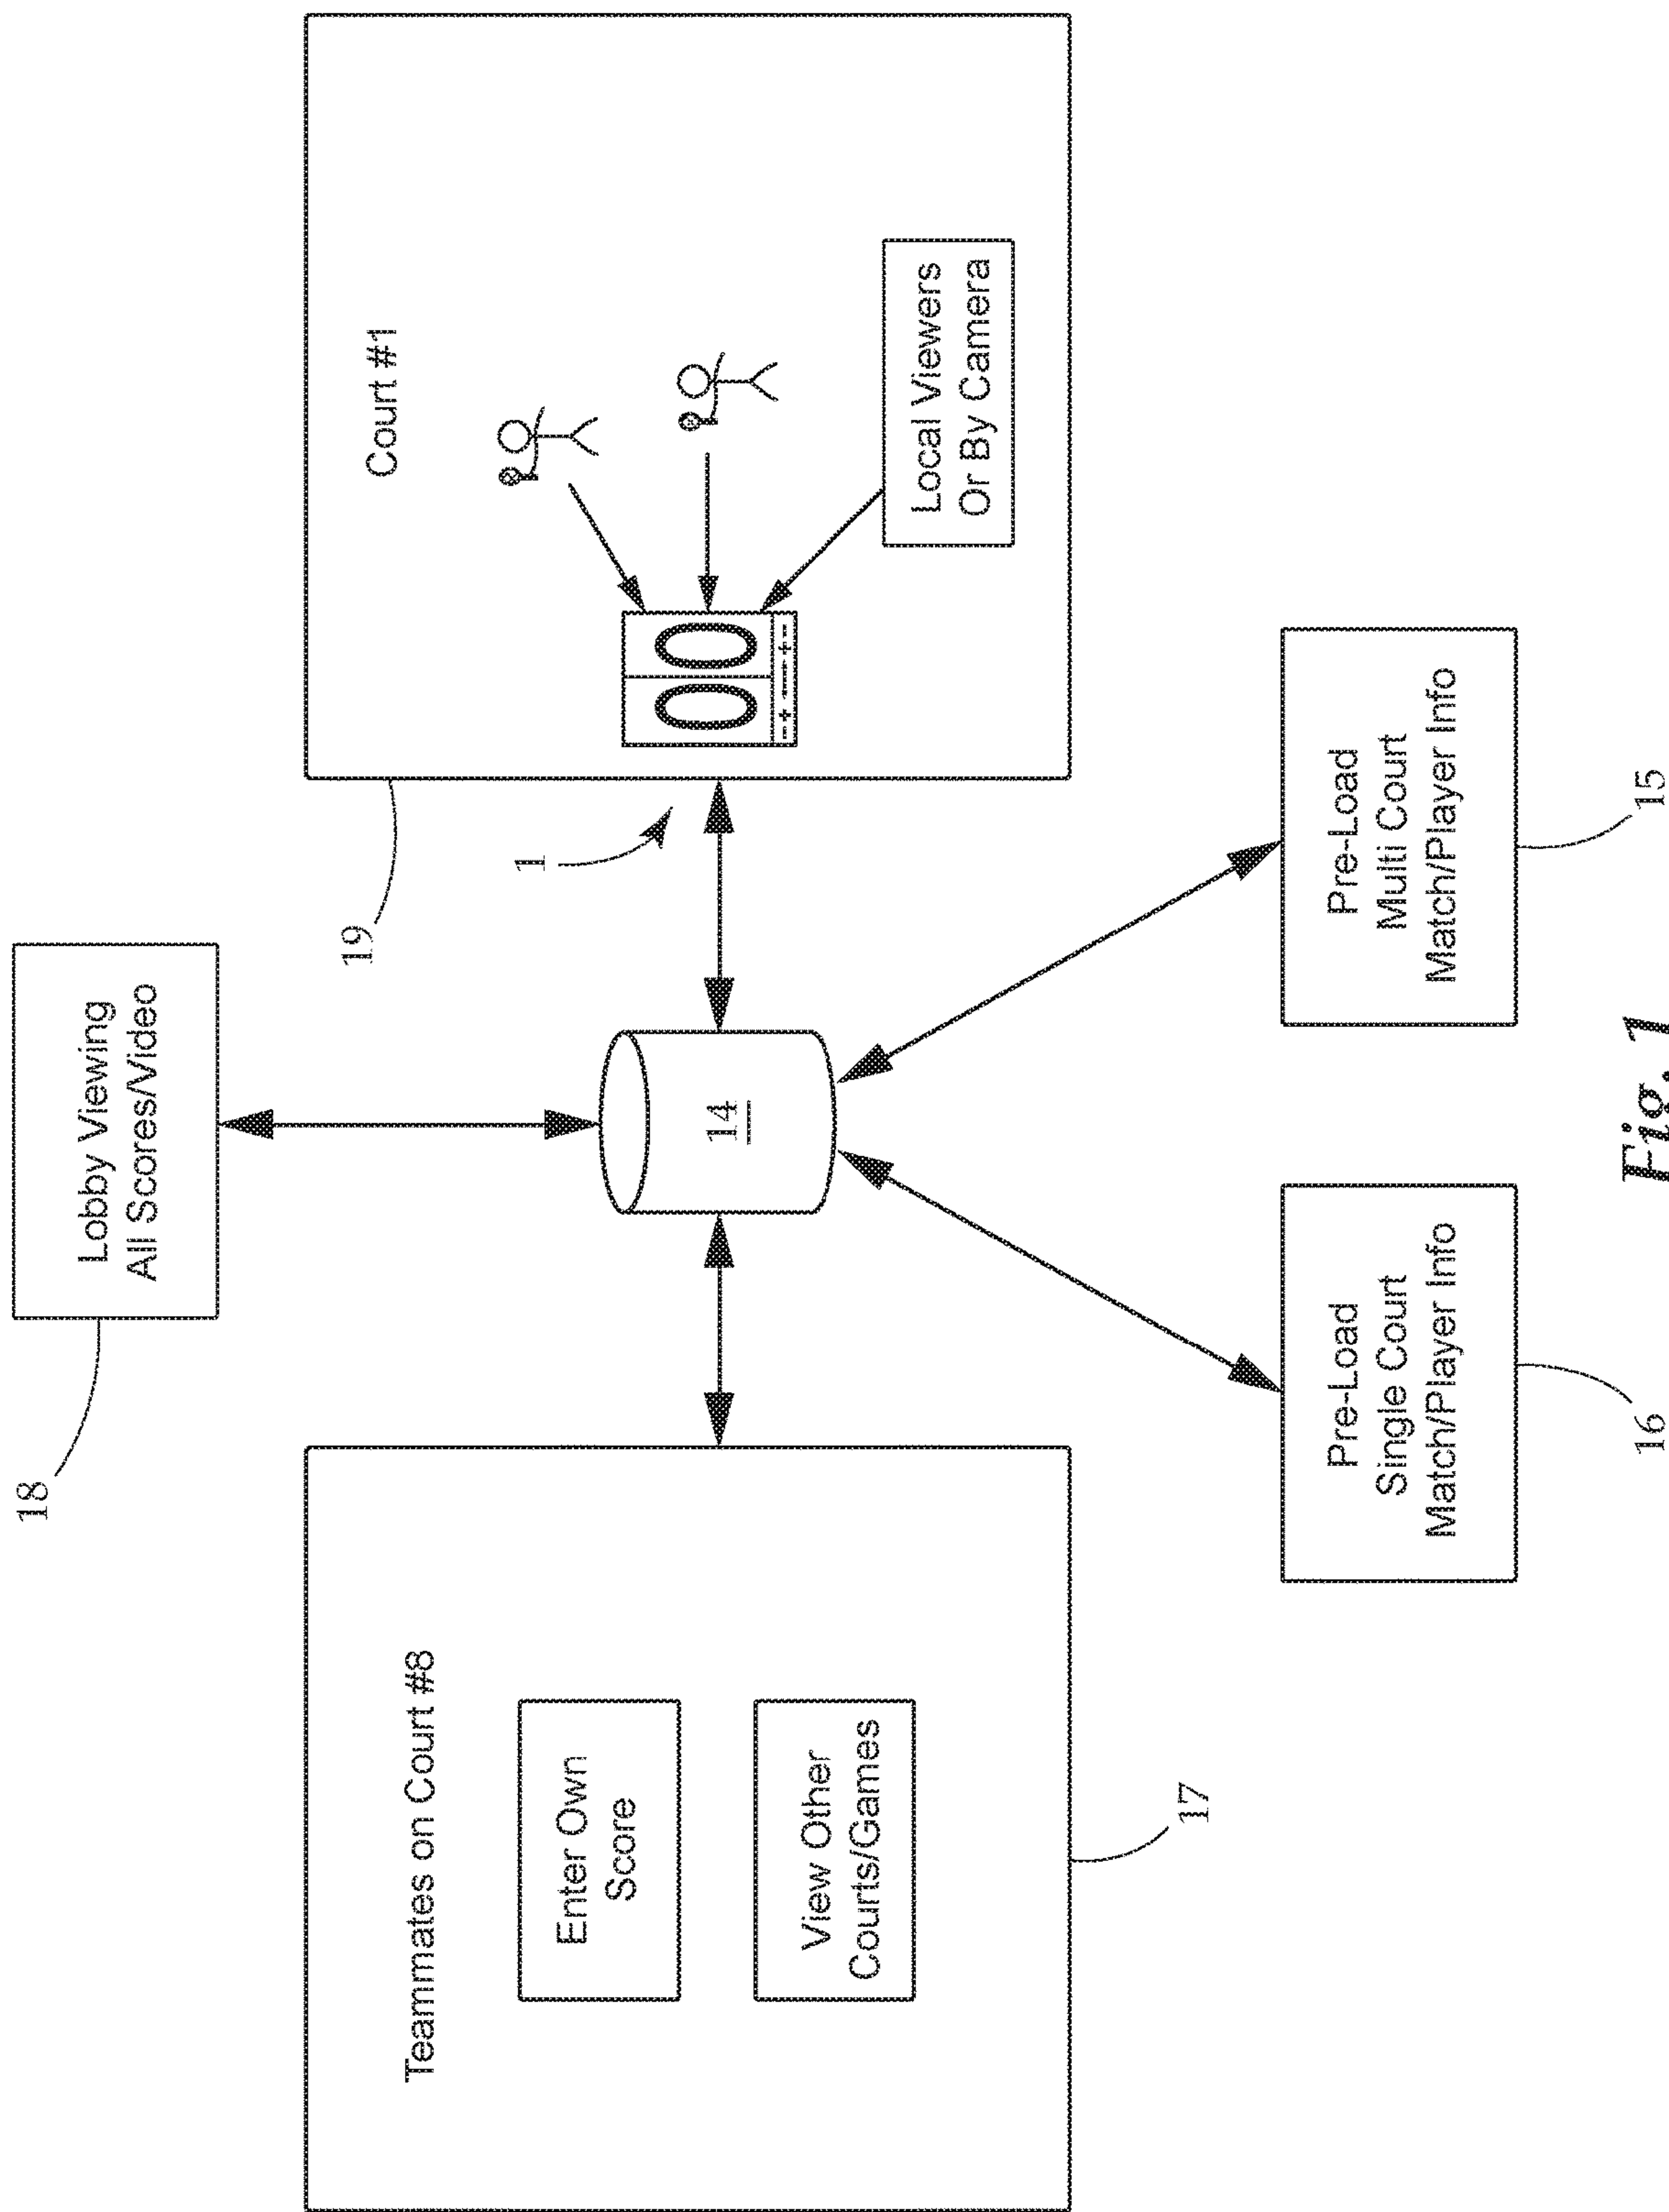 18
Lobby Viewing
All Scores/Video
Teammates on Court #8
Enter Own
Score
View Other
Courts/Games
17
14
1
19
Court #1
0 0
- + ← - + -
Local Viewers
Or By Camera
Pre-Load
Single Court
Match/Player Info
16
Pre-Load
Multi Court
Match/Player Info
15
Fig. 1